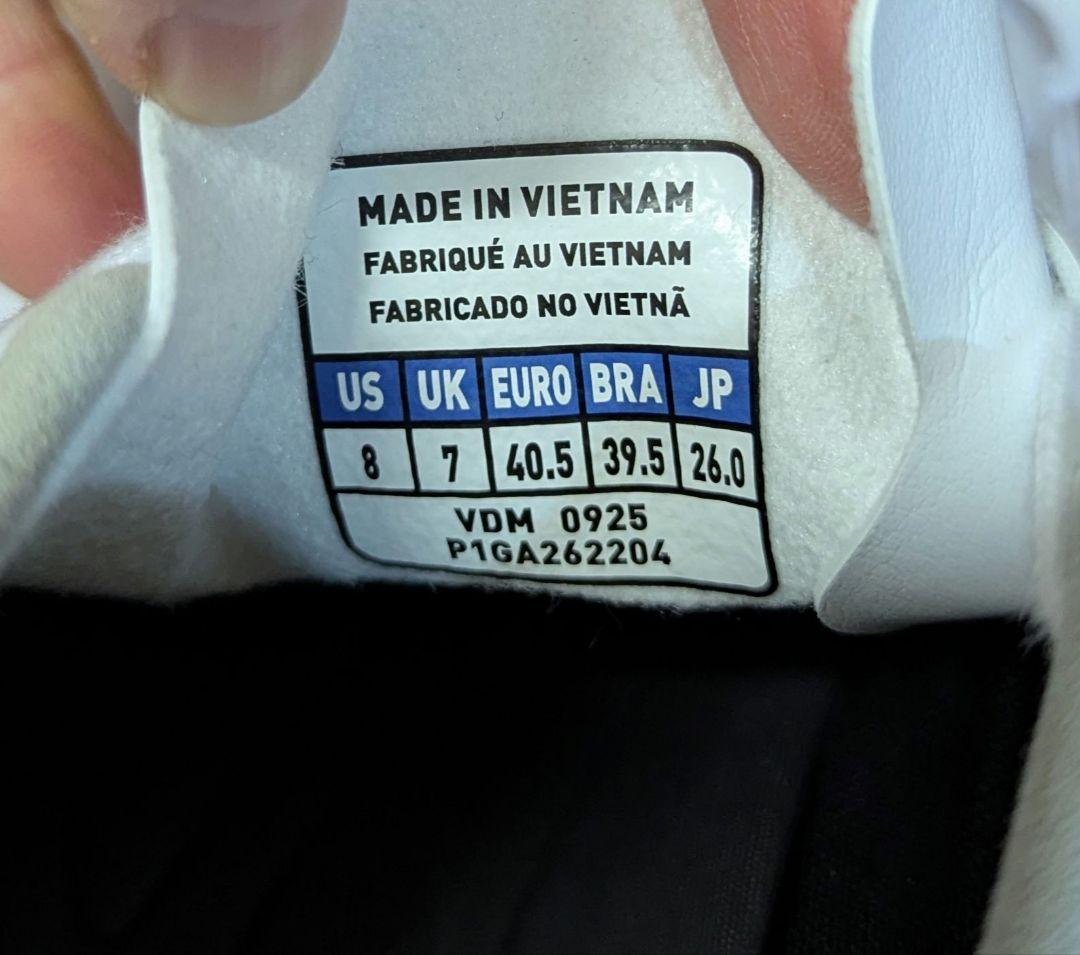 MADE IN VIETNAM
FABRIQUÉ AU VIETNAM
FABRICADO NO VIETNÃ
US UK EURO BRA JP
8 7 40.5 39.5 26.0
VDM 0925
P1GA262204